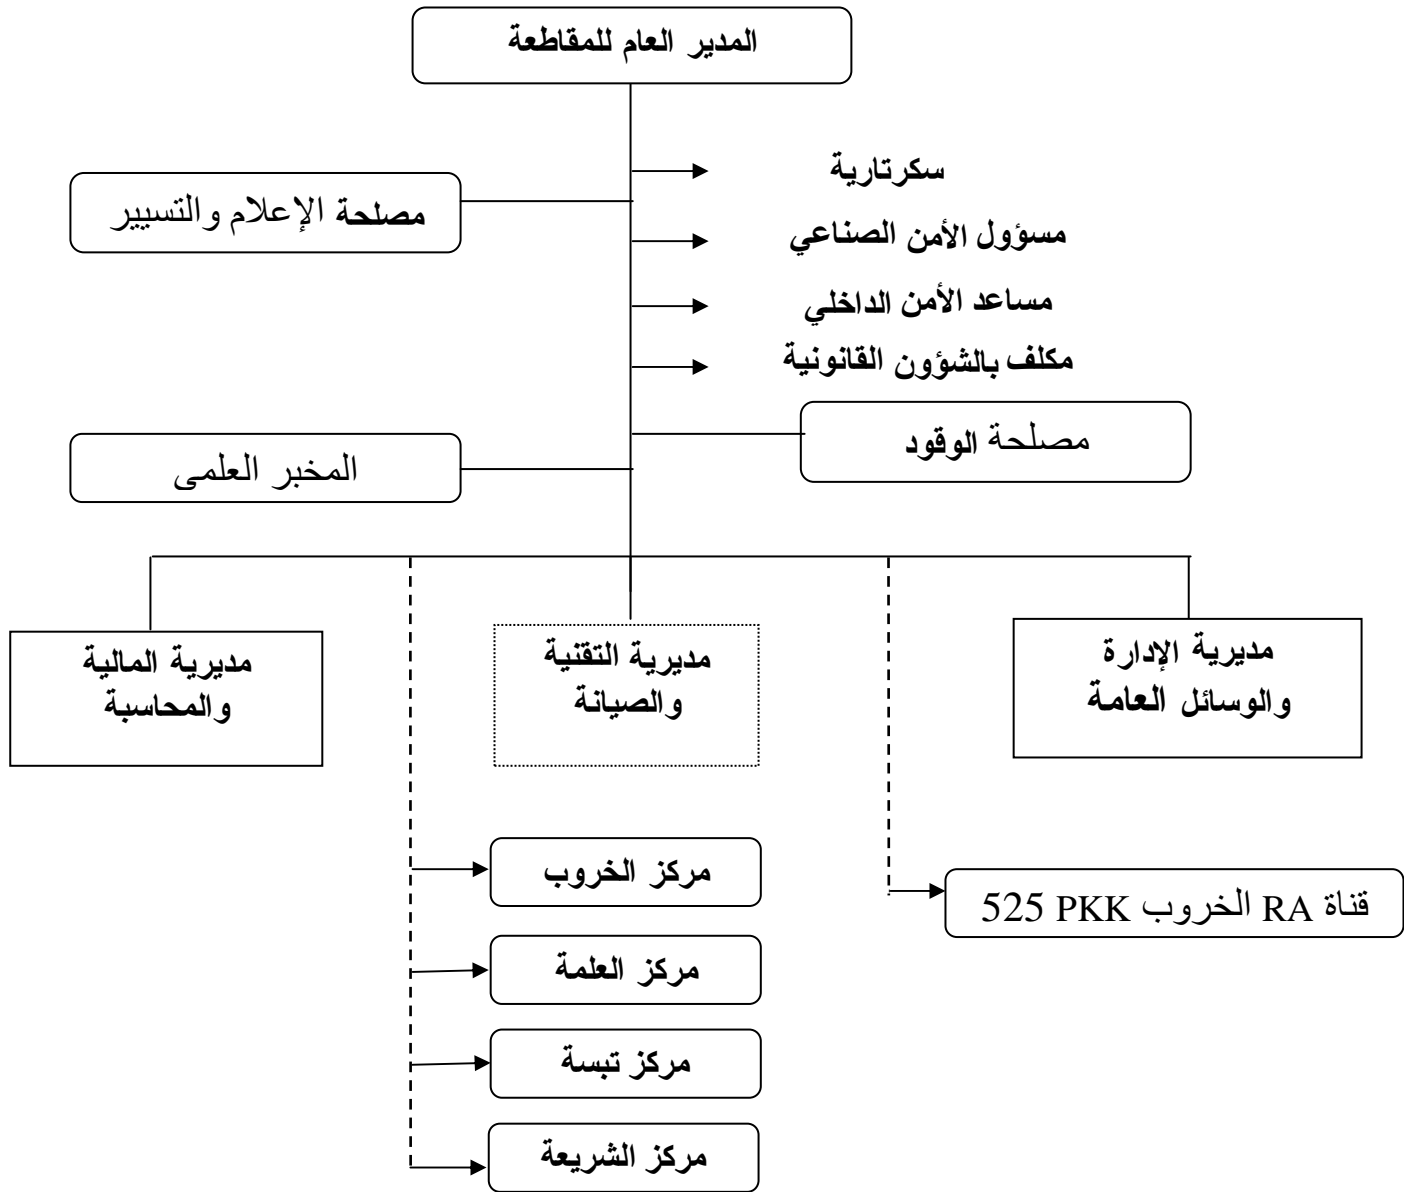 المدير العام للمقاطعة
سكرتارية
مصلحة الإعلام والتسيير
مسؤول الأمن الصناعي
مساعد الأمن الداخلي
مكلف بالشؤون القانونية
مصلحة الوقود
المخبر العلمى
مديرية الإدارة
والوسائل العامة
مديرية التقنية
والصيانة
مديرية المالية
والمحاسبة
مركز الخروب
قناة RA الخروب PKK 525
مركز العلمة
مركز تبسة
مركز الشريعة